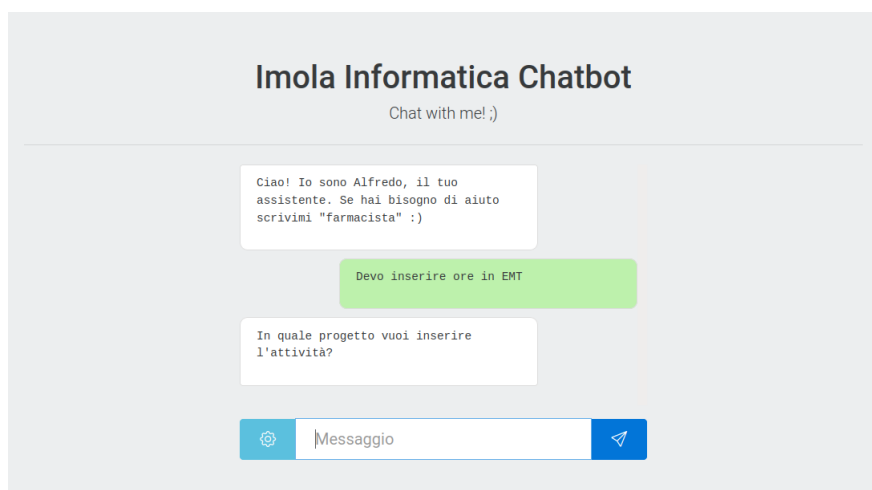 Imola Informatica Chatbot
Chat with me! ;)
Ciao! Io sono Alfredo, il tuo
assistente. Se hai bisogno di aiuto
scrivimi "farmacista" :)
Devo inserire ore in EMT
In quale progetto vuoi inserire
l'attività?
Messaggio